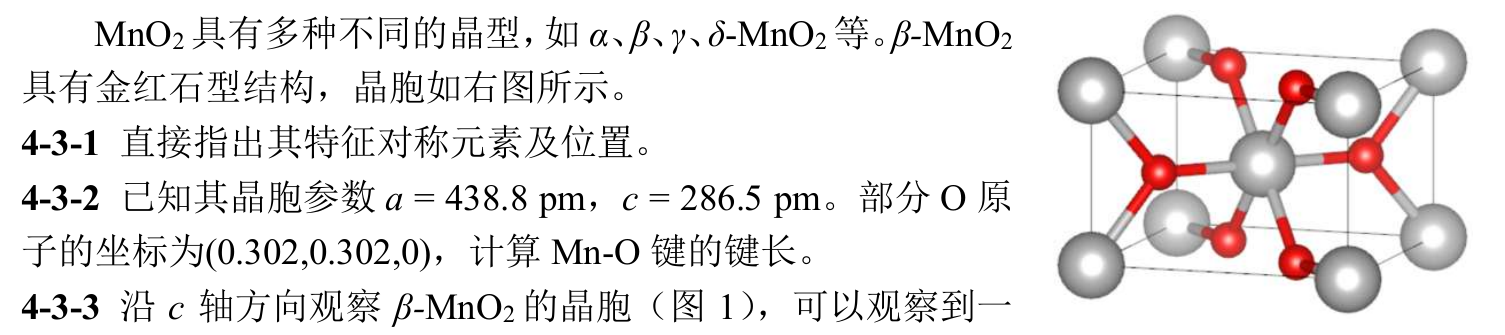 MnO₂ 具有多种不同的晶型，如 α、β、γ、δ-MnO₂ 等。β-MnO₂
具有金红石型结构，晶胞如右图所示。
4-3-1 直接指出其特征对称元素及位置。
4-3-2 已知其晶胞参数 a = 438.8 pm，c = 286.5 pm。部分 O 原
子的坐标为(0.302,0.302,0)，计算 Mn-O 键的键长。
4-3-3 沿 c 轴方向观察 β-MnO₂ 的晶胞（图 1），可以观察到一